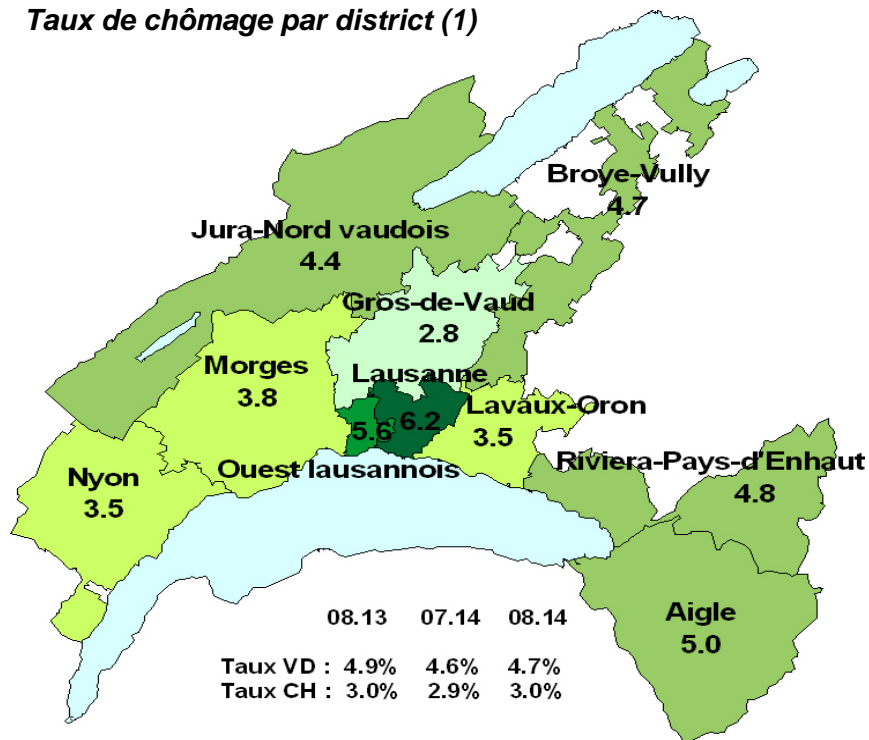 Taux de chômage par district (1)
Broye-Vully
4.7
Jura-Nord vaudois
4.4
Gros-de-Vaud
2.8
Morges
3.8
Lausanne
6.2
Lavaux-Oron
3.5
5.6
Ouest lausannois
Riviera-Pays-d'Enhaut
4.8
Nyon
3.5
Aigle
5.0
08.13 07.14 08.14
Taux VD : 4.9% 4.6% 4.7%
Taux CH : 3.0% 2.9% 3.0%